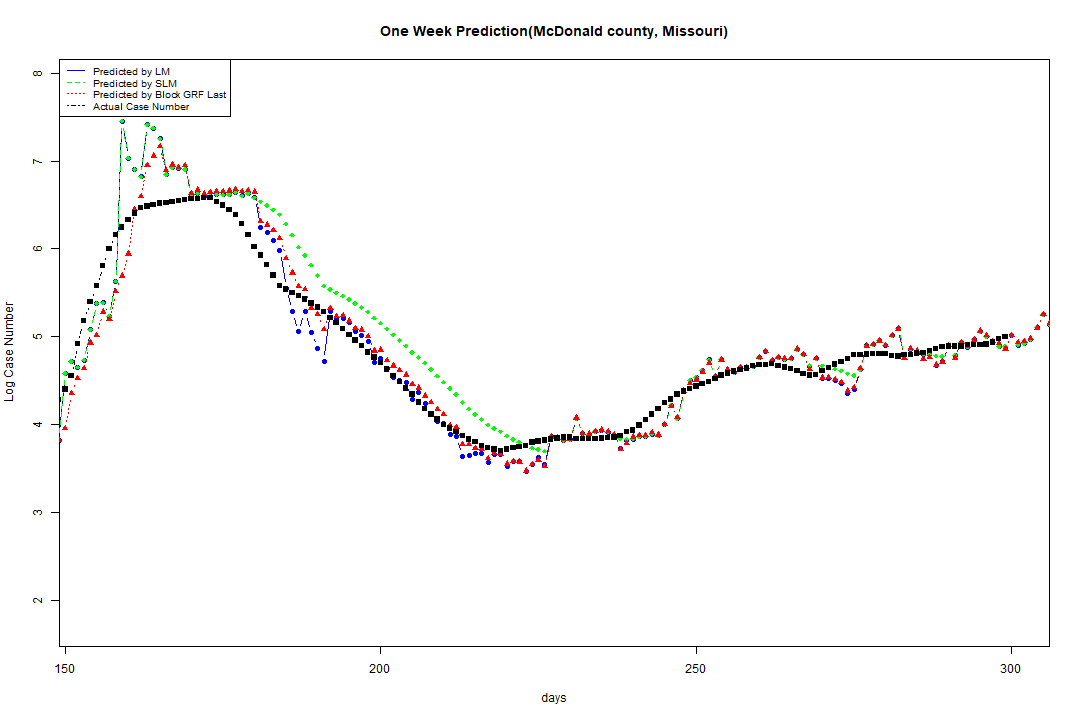 One Week Prediction(McDonald county, Missouri)
Predicted by LM
Predicted by SLM
Predicted by Block GRF Last
Actual Case Number
8
7
6
5
4
3
2
Log Case Number
150 200 250 300
days